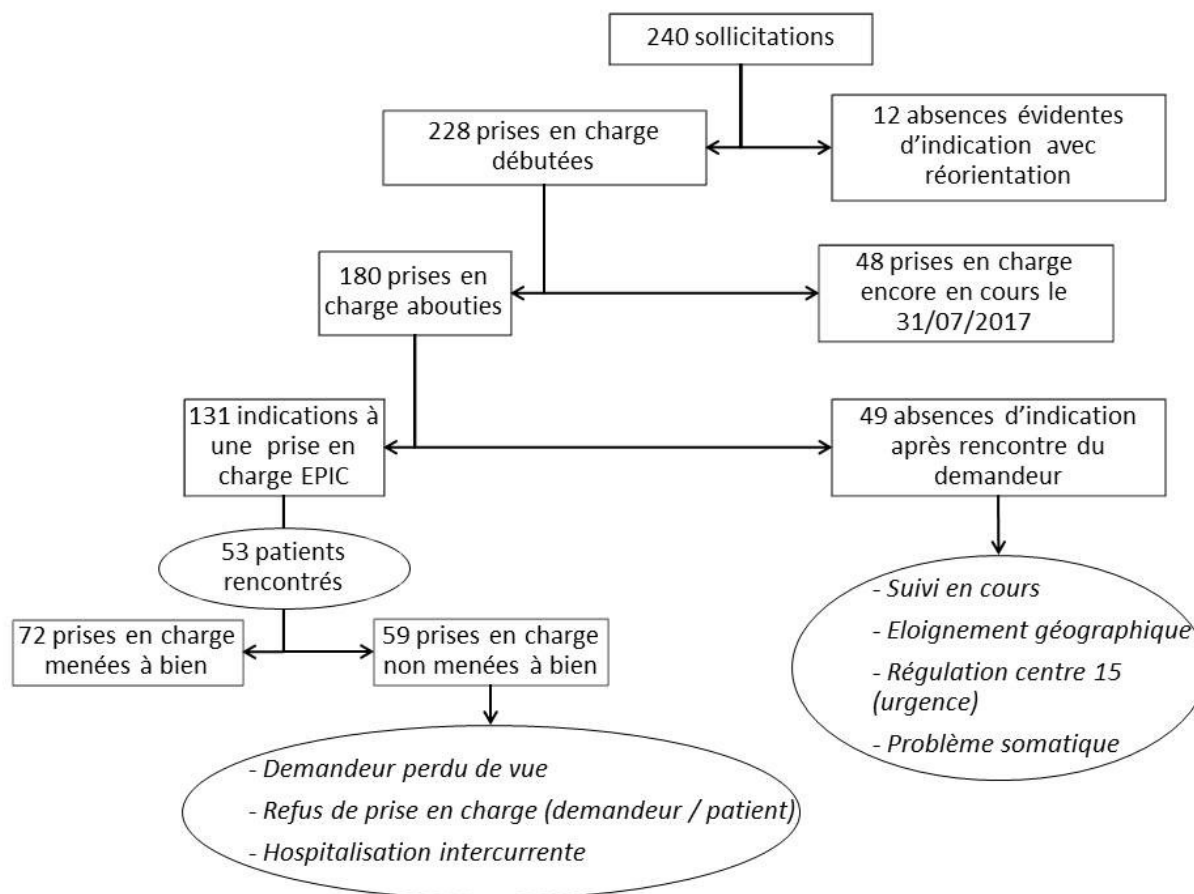 240 sollicitations
228 prises en charge
débutées
12 absences évidentes
d'indication avec
réorientation
180 prises en
charge abouties
48 prises en charge
encore en cours le
31/07/2017
131 indications à
une prise en
charge EPIC
49 absences d'indication
après rencontre du
demandeur
53 patients
rencontrés
72 prises en charge
menées à bien
59 prises en charge
non menées à bien
- Suivi en cours
- Eloignement géographique
- Régulation centre 15
(urgence)
- Problème somatique
- Demandeur perdu de vue
- Refus de prise en charge (demandeur / patient)
- Hospitalisation intercurrente